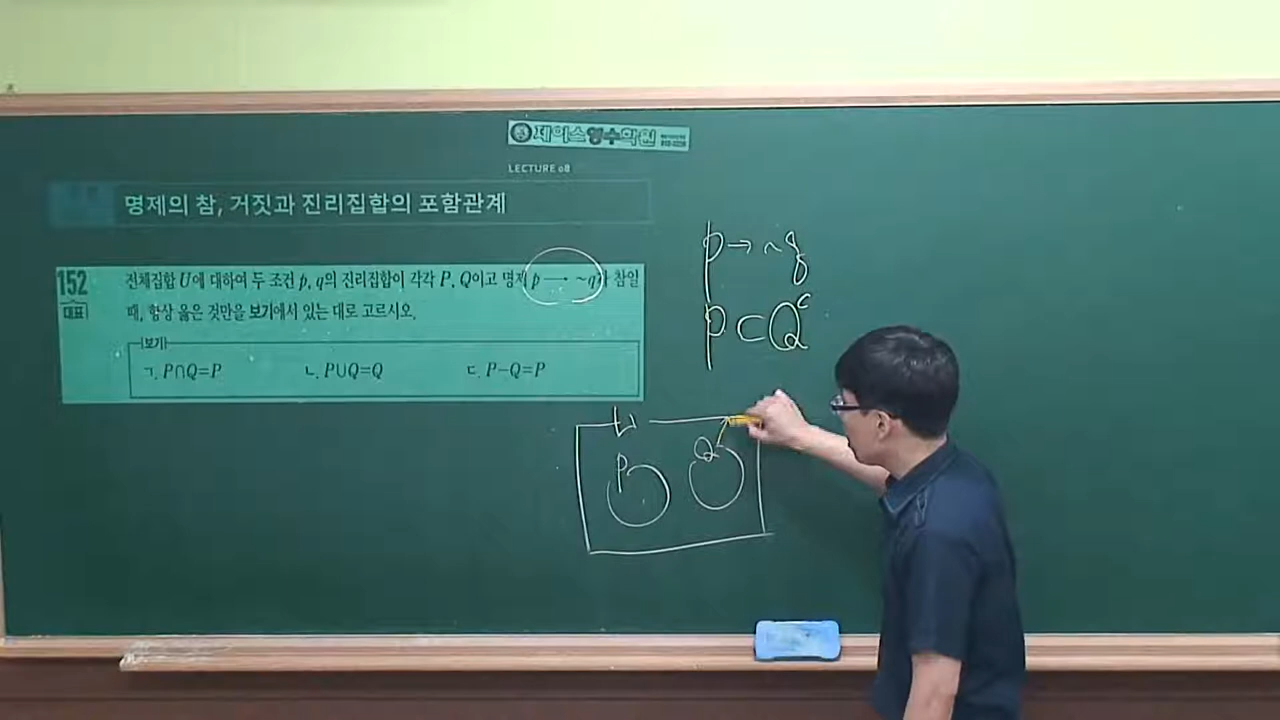 제이스영수학원
LECTURE 08
명제의 참, 거짓과 진리집합의 포함관계
152
대표
전체집합 U에 대하여 두 조건 p, q의 진리집합이 각각 P, Q이고 명제 p → ~q가 참일
때, 항상 옳은 것만을 보기에서 있는 대로 고르시오.
보기
ㄱ. P∩Q=P
ㄴ. P∪Q=Q
ㄷ. P−Q=P
p → ~q
P ⊂ Qᶜ
U
P
Q